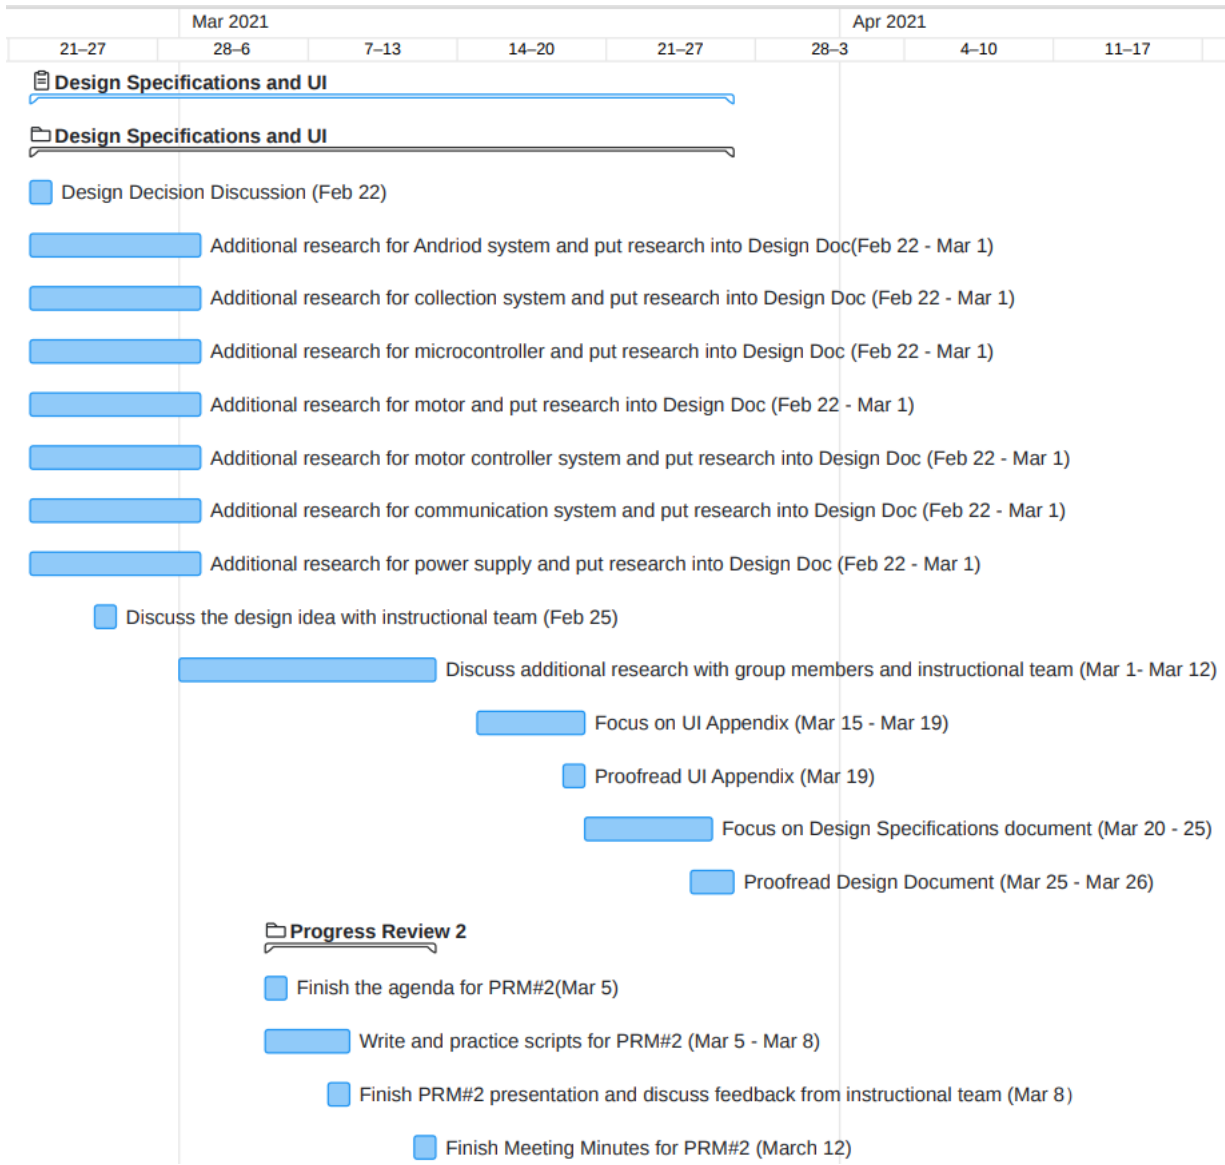 Mar 2021 Apr 2021
21–27 28–6 7–13 14–20 21–27 28–3 4–10 11–17
Design Specifications and UI
Design Specifications and UI
Design Decision Discussion (Feb 22)
Additional research for Andriod system and put research into Design Doc(Feb 22 - Mar 1)
Additional research for collection system and put research into Design Doc (Feb 22 - Mar 1)
Additional research for microcontroller and put research into Design Doc (Feb 22 - Mar 1)
Additional research for motor and put research into Design Doc (Feb 22 - Mar 1)
Additional research for motor controller system and put research into Design Doc (Feb 22 - Mar 1)
Additional research for communication system and put research into Design Doc (Feb 22 - Mar 1)
Additional research for power supply and put research into Design Doc (Feb 22 - Mar 1)
Discuss the design idea with instructional team (Feb 25)
Discuss additional research with group members and instructional team (Mar 1- Mar 12)
Focus on UI Appendix (Mar 15 - Mar 19)
Proofread UI Appendix (Mar 19)
Focus on Design Specifications document (Mar 20 - 25)
Proofread Design Document (Mar 25 - Mar 26)
Progress Review 2
Finish the agenda for PRM#2(Mar 5)
Write and practice scripts for PRM#2 (Mar 5 - Mar 8)
Finish PRM#2 presentation and discuss feedback from instructional team (Mar 8）
Finish Meeting Minutes for PRM#2 (March 12)